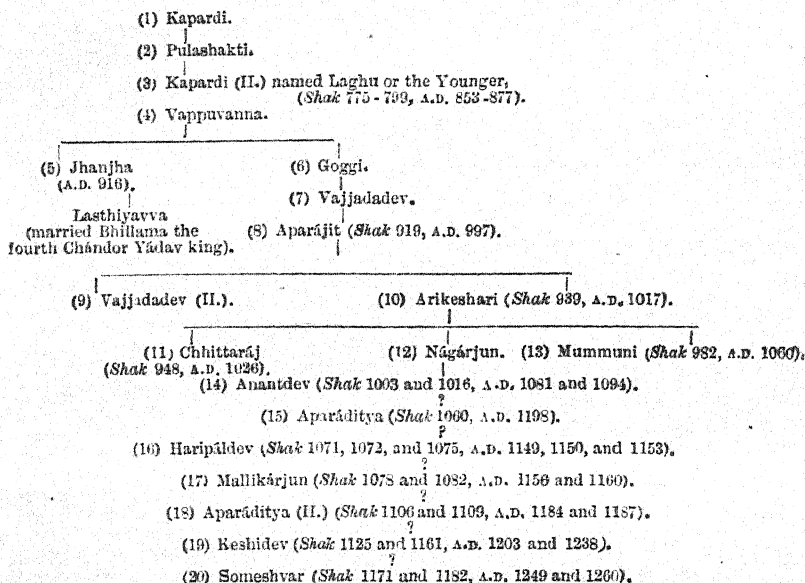 (1) Kapardi.
(2) Pulashakti.
(3) Kapardi (II.) named Laghu or the Younger,
(Shak 775-799, A.D. 853-877).
(4) Vappuvanna.
(5) Jhanjha
(A.D. 916).
Lasthiyavva
(married Bhillama the
fourth Chándor Yádav king).
(6) Goggi.
(7) Vajjadadev.
(8) Aparájit (Shak 919, A.D. 997).
(9) Vajjadadev (II.).
(10) Arikeshari (Shak 939, A.D. 1017).
(11) Chhittaráj
(Shak 948, A.D. 1026).
(12) Nágárjun.
(13) Mummuni (Shak 982, A.D. 1060).
(14) Anantdev (Shak 1003 and 1016, A.D. 1081 and 1094).
?
(15) Aparáditya (Shak 1060, A.D. 1198).
?
(16) Haripáldev (Shak 1071, 1072, and 1075, A.D. 1149, 1150, and 1153).
?
(17) Mallikárjun (Shak 1078 and 1082, A.D. 1156 and 1160).
?
(18) Aparáditya (II.) (Shak 1106 and 1109, A.D. 1184 and 1187).
?
(19) Keshidev (Shak 1125 and 1161, A.D. 1203 and 1238).
?
(20) Someshvar (Shak 1171 and 1182, A.D. 1249 and 1260).